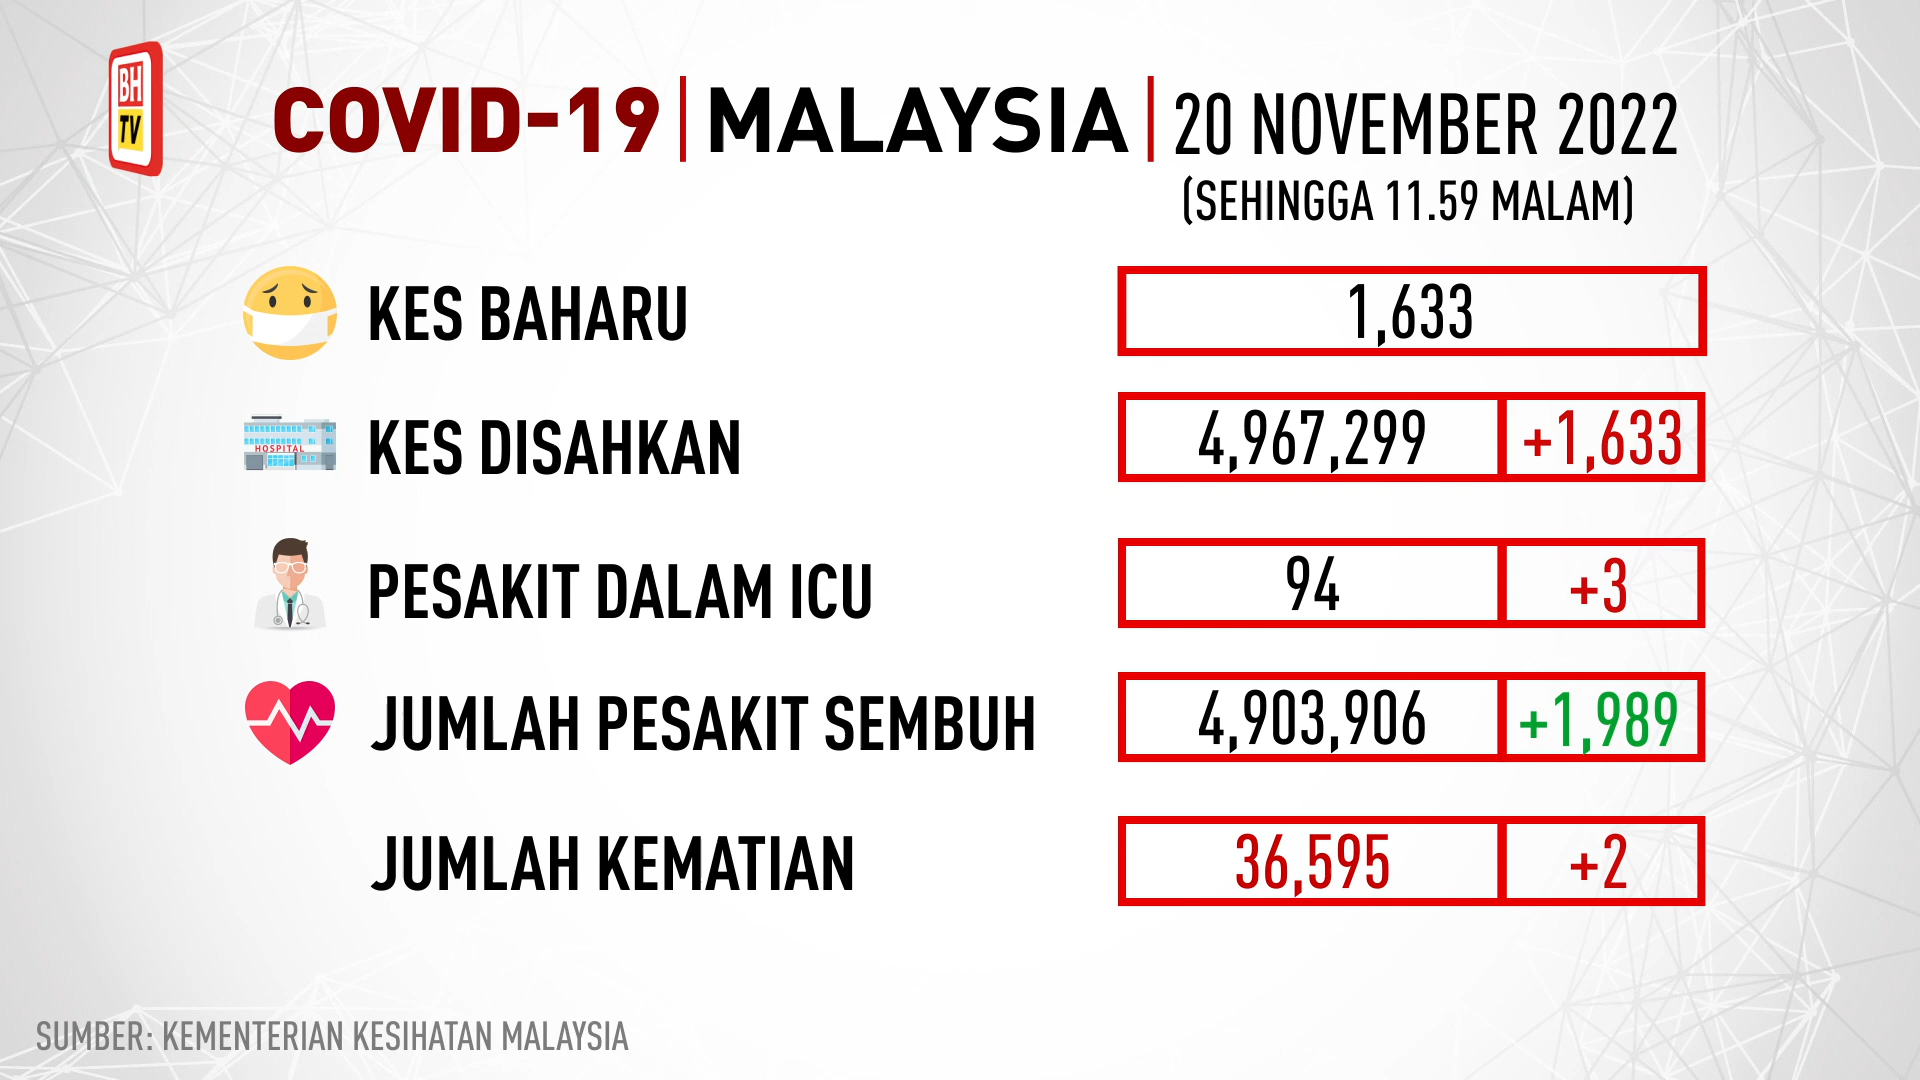 BH
TV
COVID-19 | MALAYSIA | 20 NOVEMBER 2022
(SEHINGGA 11.59 MALAM)
KES BAHARU 1,633
HOSPITAL
KES DISAHKAN 4,967,299 +1,633
PESAKIT DALAM ICU 94 +3
JUMLAH PESAKIT SEMBUH 4,903,906 +1,989
JUMLAH KEMATIAN 36,595 +2
SUMBER: KEMENTERIAN KESIHATAN MALAYSIA